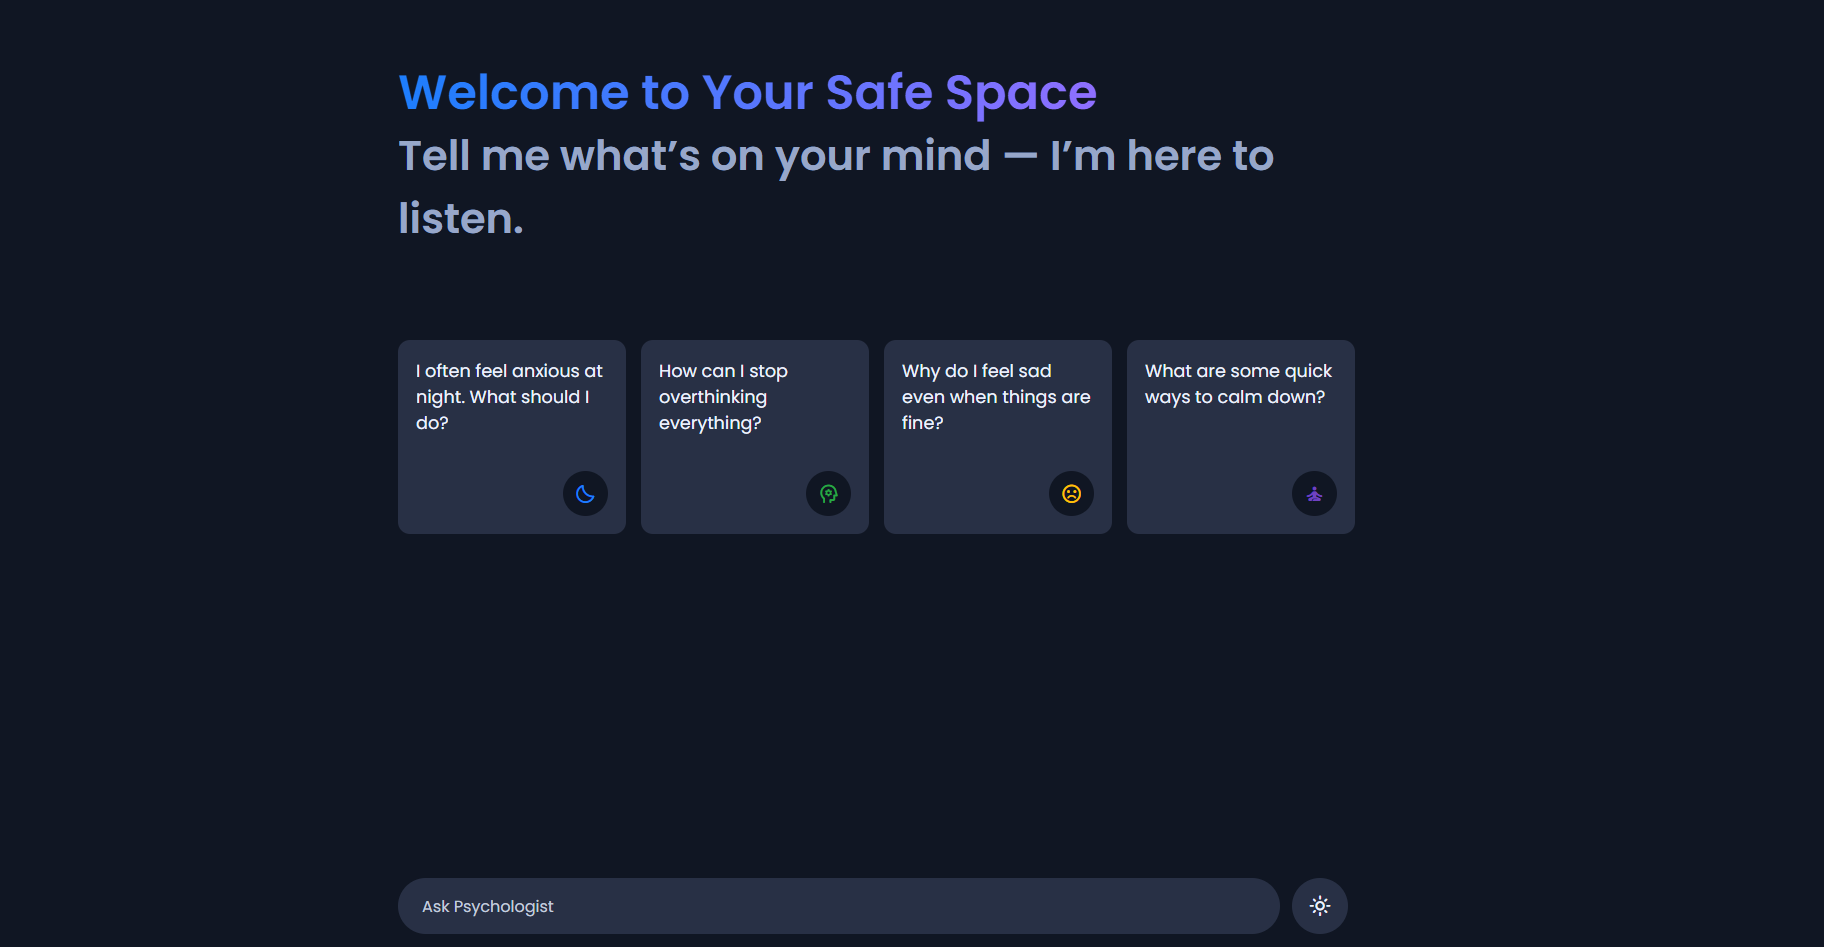 Welcome to Your Safe Space
Tell me what’s on your mind — I’m here to
listen.
I often feel anxious at
night. What should I
do?
How can I stop
overthinking
everything?
Why do I feel sad
even when things are
fine?
What are some quick
ways to calm down?
Ask Psychologist